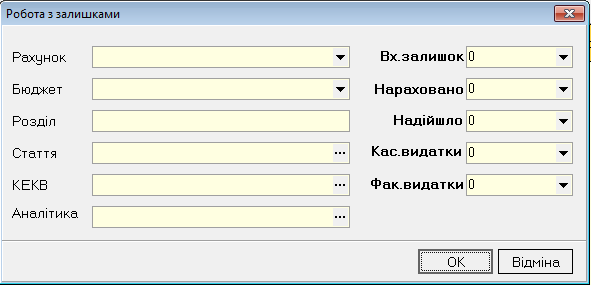 Робота з залишками
Рахунок Вх.залишок 0
Бюджет Нараховано 0
Розділ Надійшло 0
Стаття ... Кас.видатки 0
КЕКВ ... Фак.видатки 0
Аналітика ...
OK Відміна